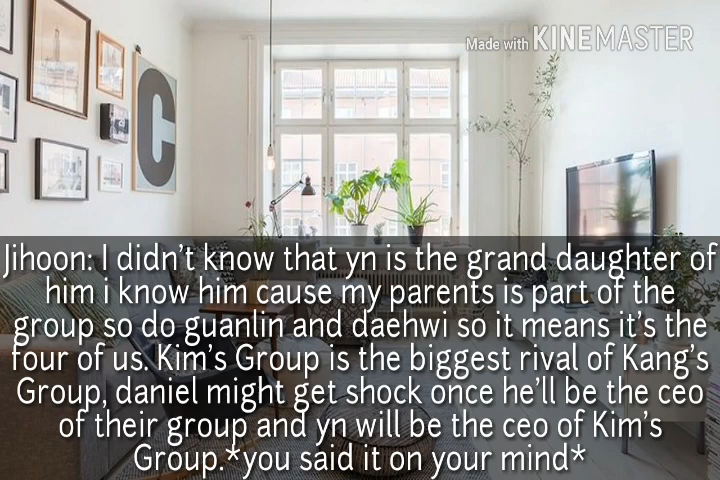 Made with KINEMASTER
C
Jihoon: I didn't know that yn is the grand daughter of
him i know him cause my parents is part of the
group so do guanlin and daehwi so it means it's the
four of us. Kim's Group is the biggest rival of Kang's
Group, daniel might get shock once he'll be the ceo
of their group and yn will be the ceo of Kim's
Group.*you said it on your mind*